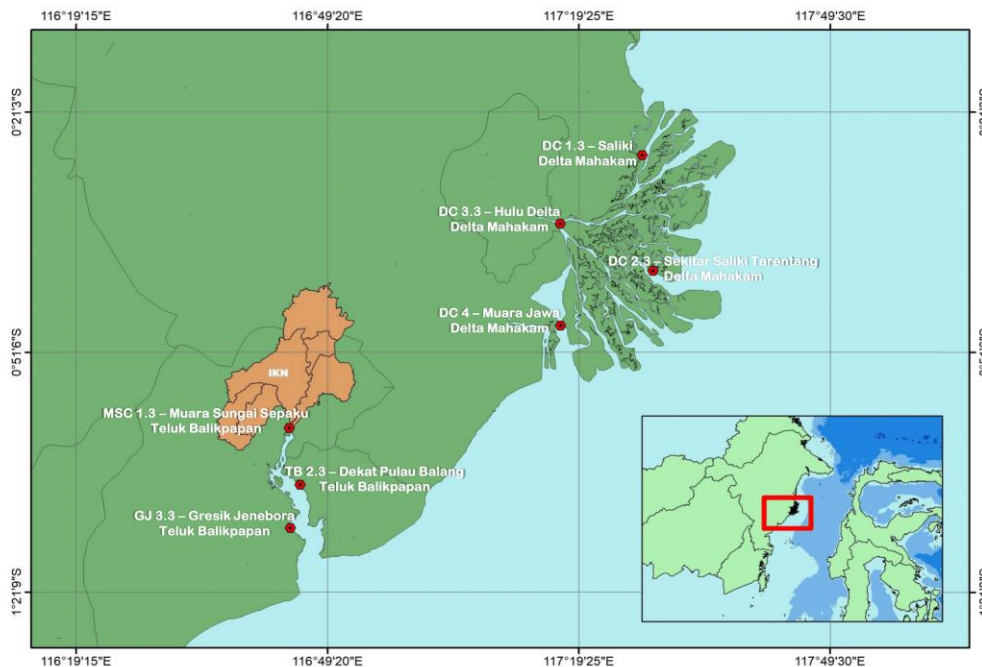 116°19'15"E 116°49'20"E 117°19'25"E 117°49'30"E
0°21'3"S
DC 1.3 – Saliki
Delta Mahakam
DC 3.3 – Hulu Delta
Delta Mahakam
DC 2.3 – Sekitar Saliki Tarentang
Delta Mahakam
DC 4 – Muara Jawa
Delta Mahakam
0°51'6"S
IKN
MSC 1.3 – Muara Sungai Sepaku
Teluk Balikpapan
TB 2.3 – Dekat Pulau Balang
Teluk Balikpapan
GJ 3.3 – Gresik Jenebora
Teluk Balikpapan
1°21'9"S
116°19'15"E 116°49'20"E 117°19'25"E 117°49'30"E